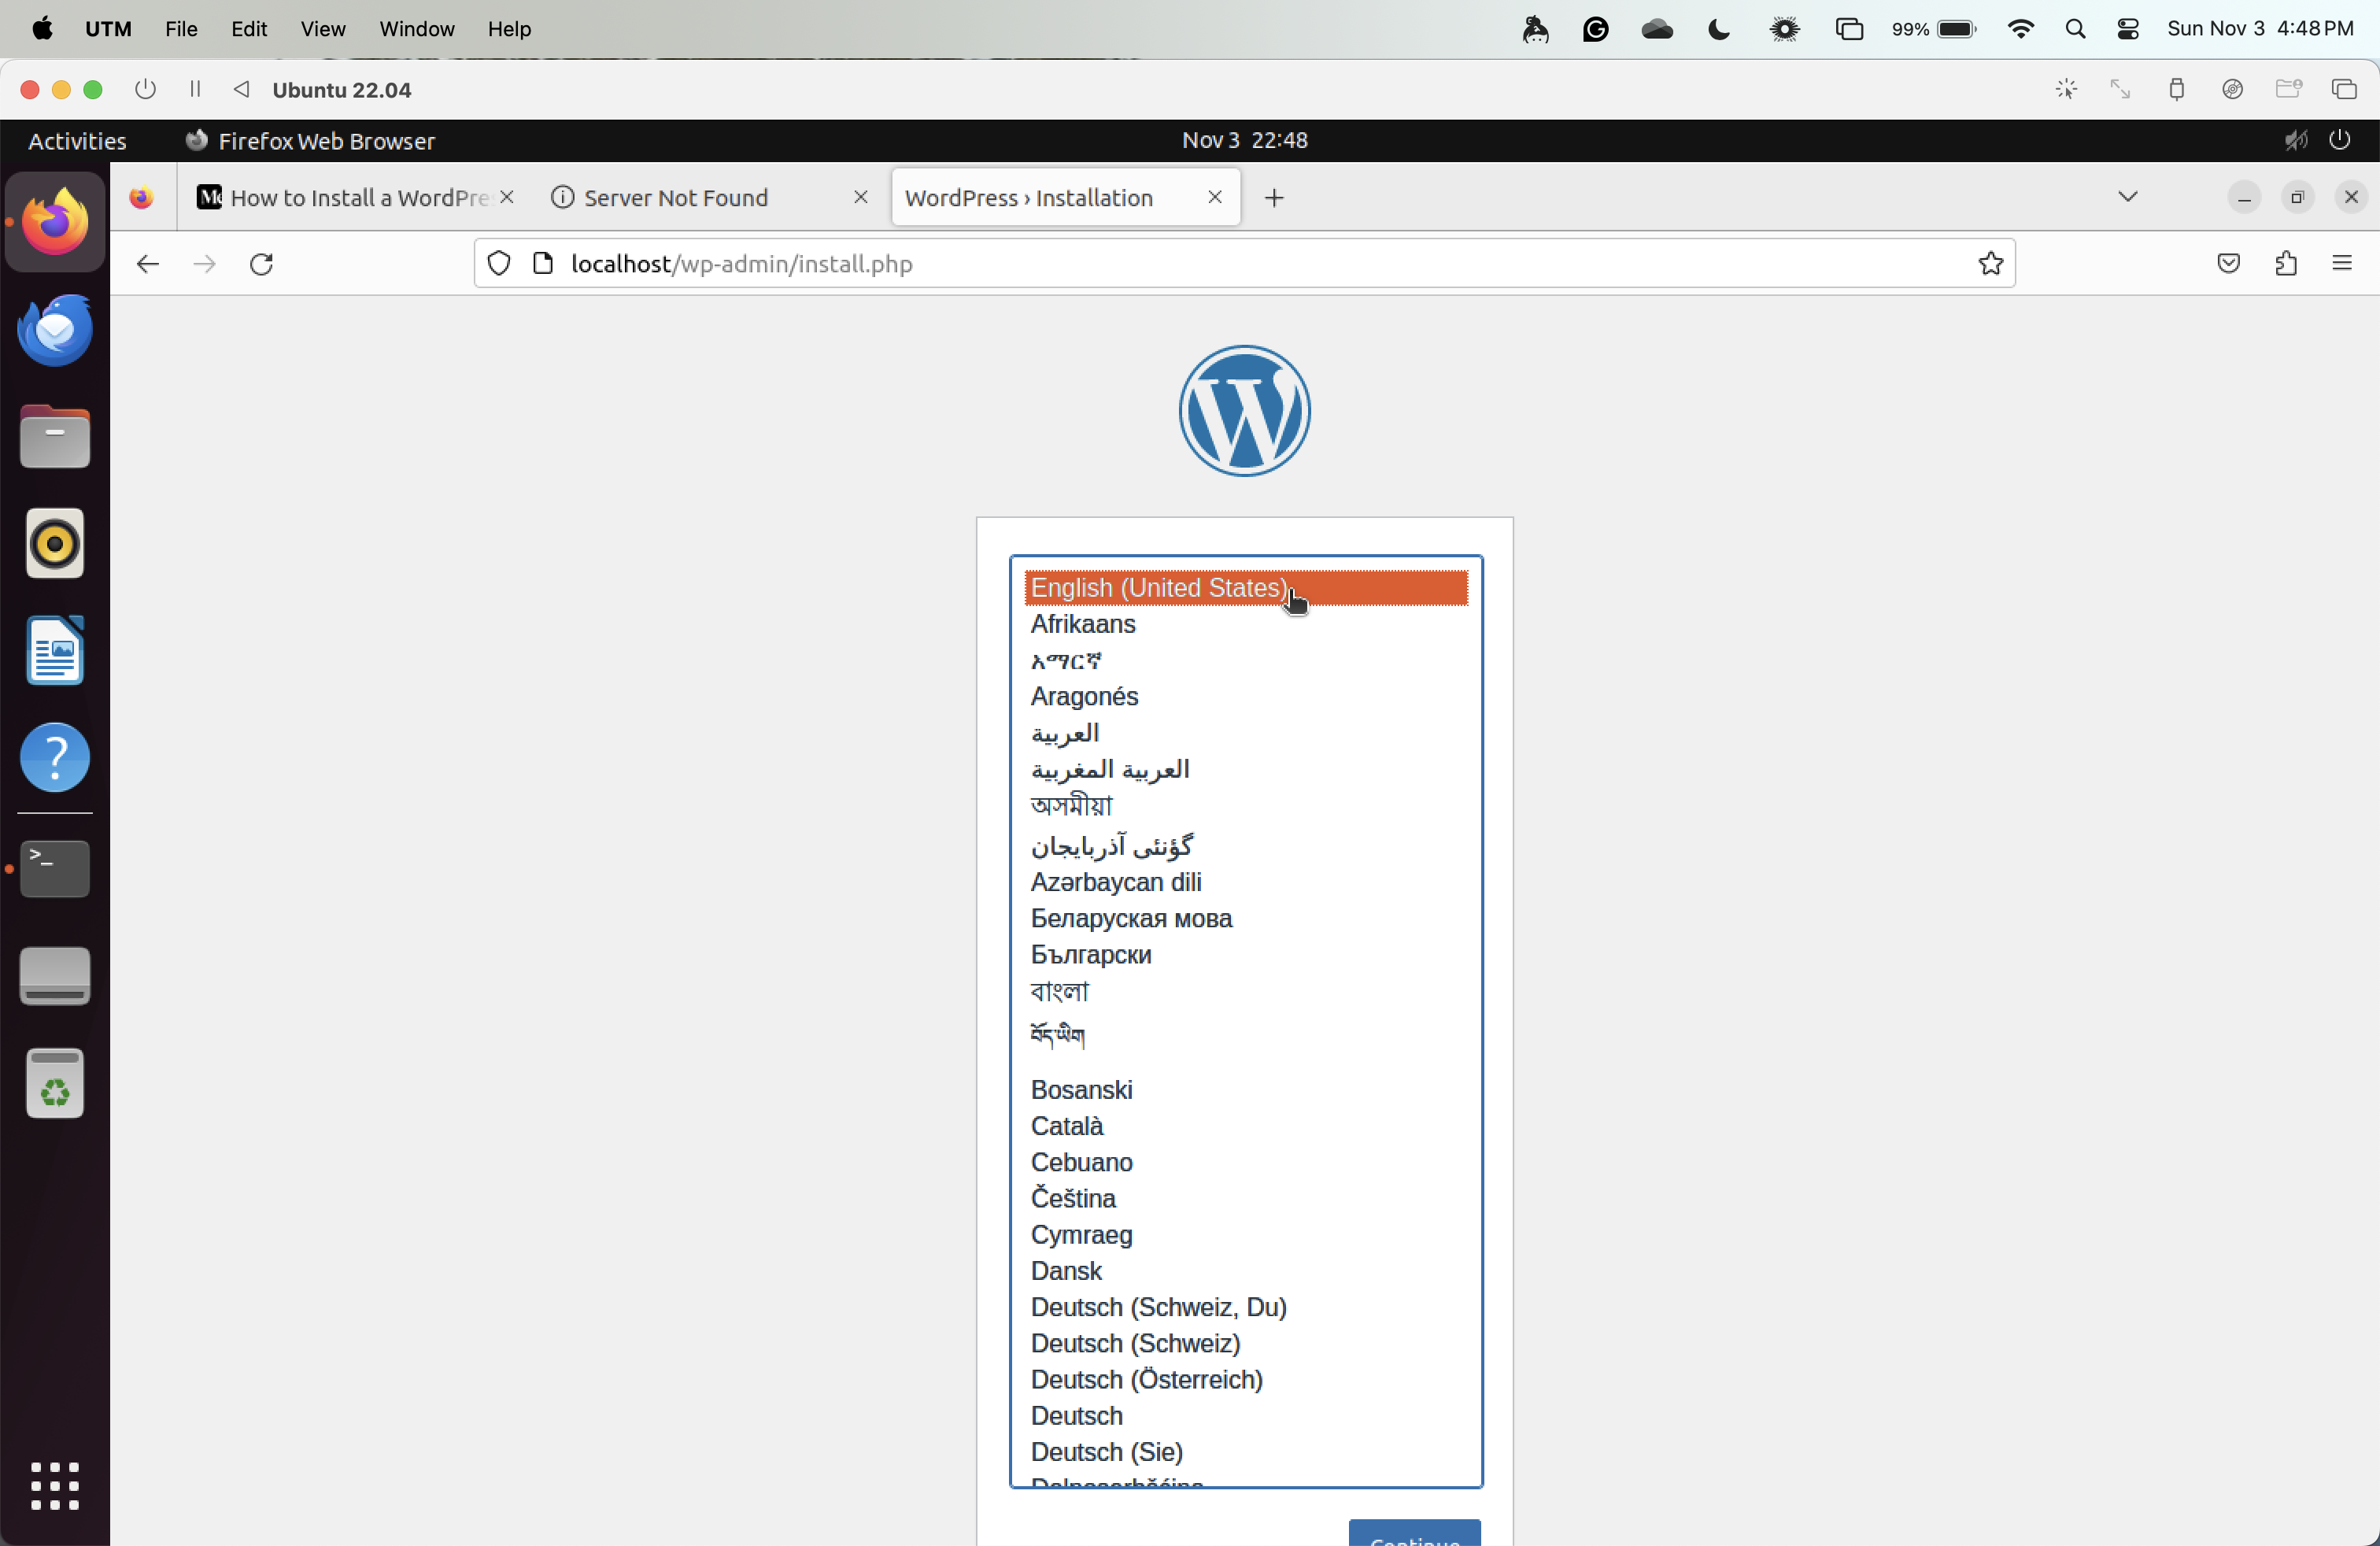 UTM File Edit View Window Help 99% Sun Nov 3 4:48 PM
Ubuntu 22.04
Activities Firefox Web Browser Nov 3 22:48
How to Install a WordPre Server Not Found WordPress › Installation
localhost/wp-admin/install.php
English (United States)
Afrikaans
አማርኛ
Aragonés
العربية
العربية المغربية
অসমীয়া
گؤنئی آذربایجان
Azərbaycan dili
Беларуская мова
Български
বাংলা
བོད་ཡིག
Bosanski
Català
Cebuano
Čeština
Cymraeg
Dansk
Deutsch (Schweiz, Du)
Deutsch (Schweiz)
Deutsch (Österreich)
Deutsch
Deutsch (Sie)
Continue